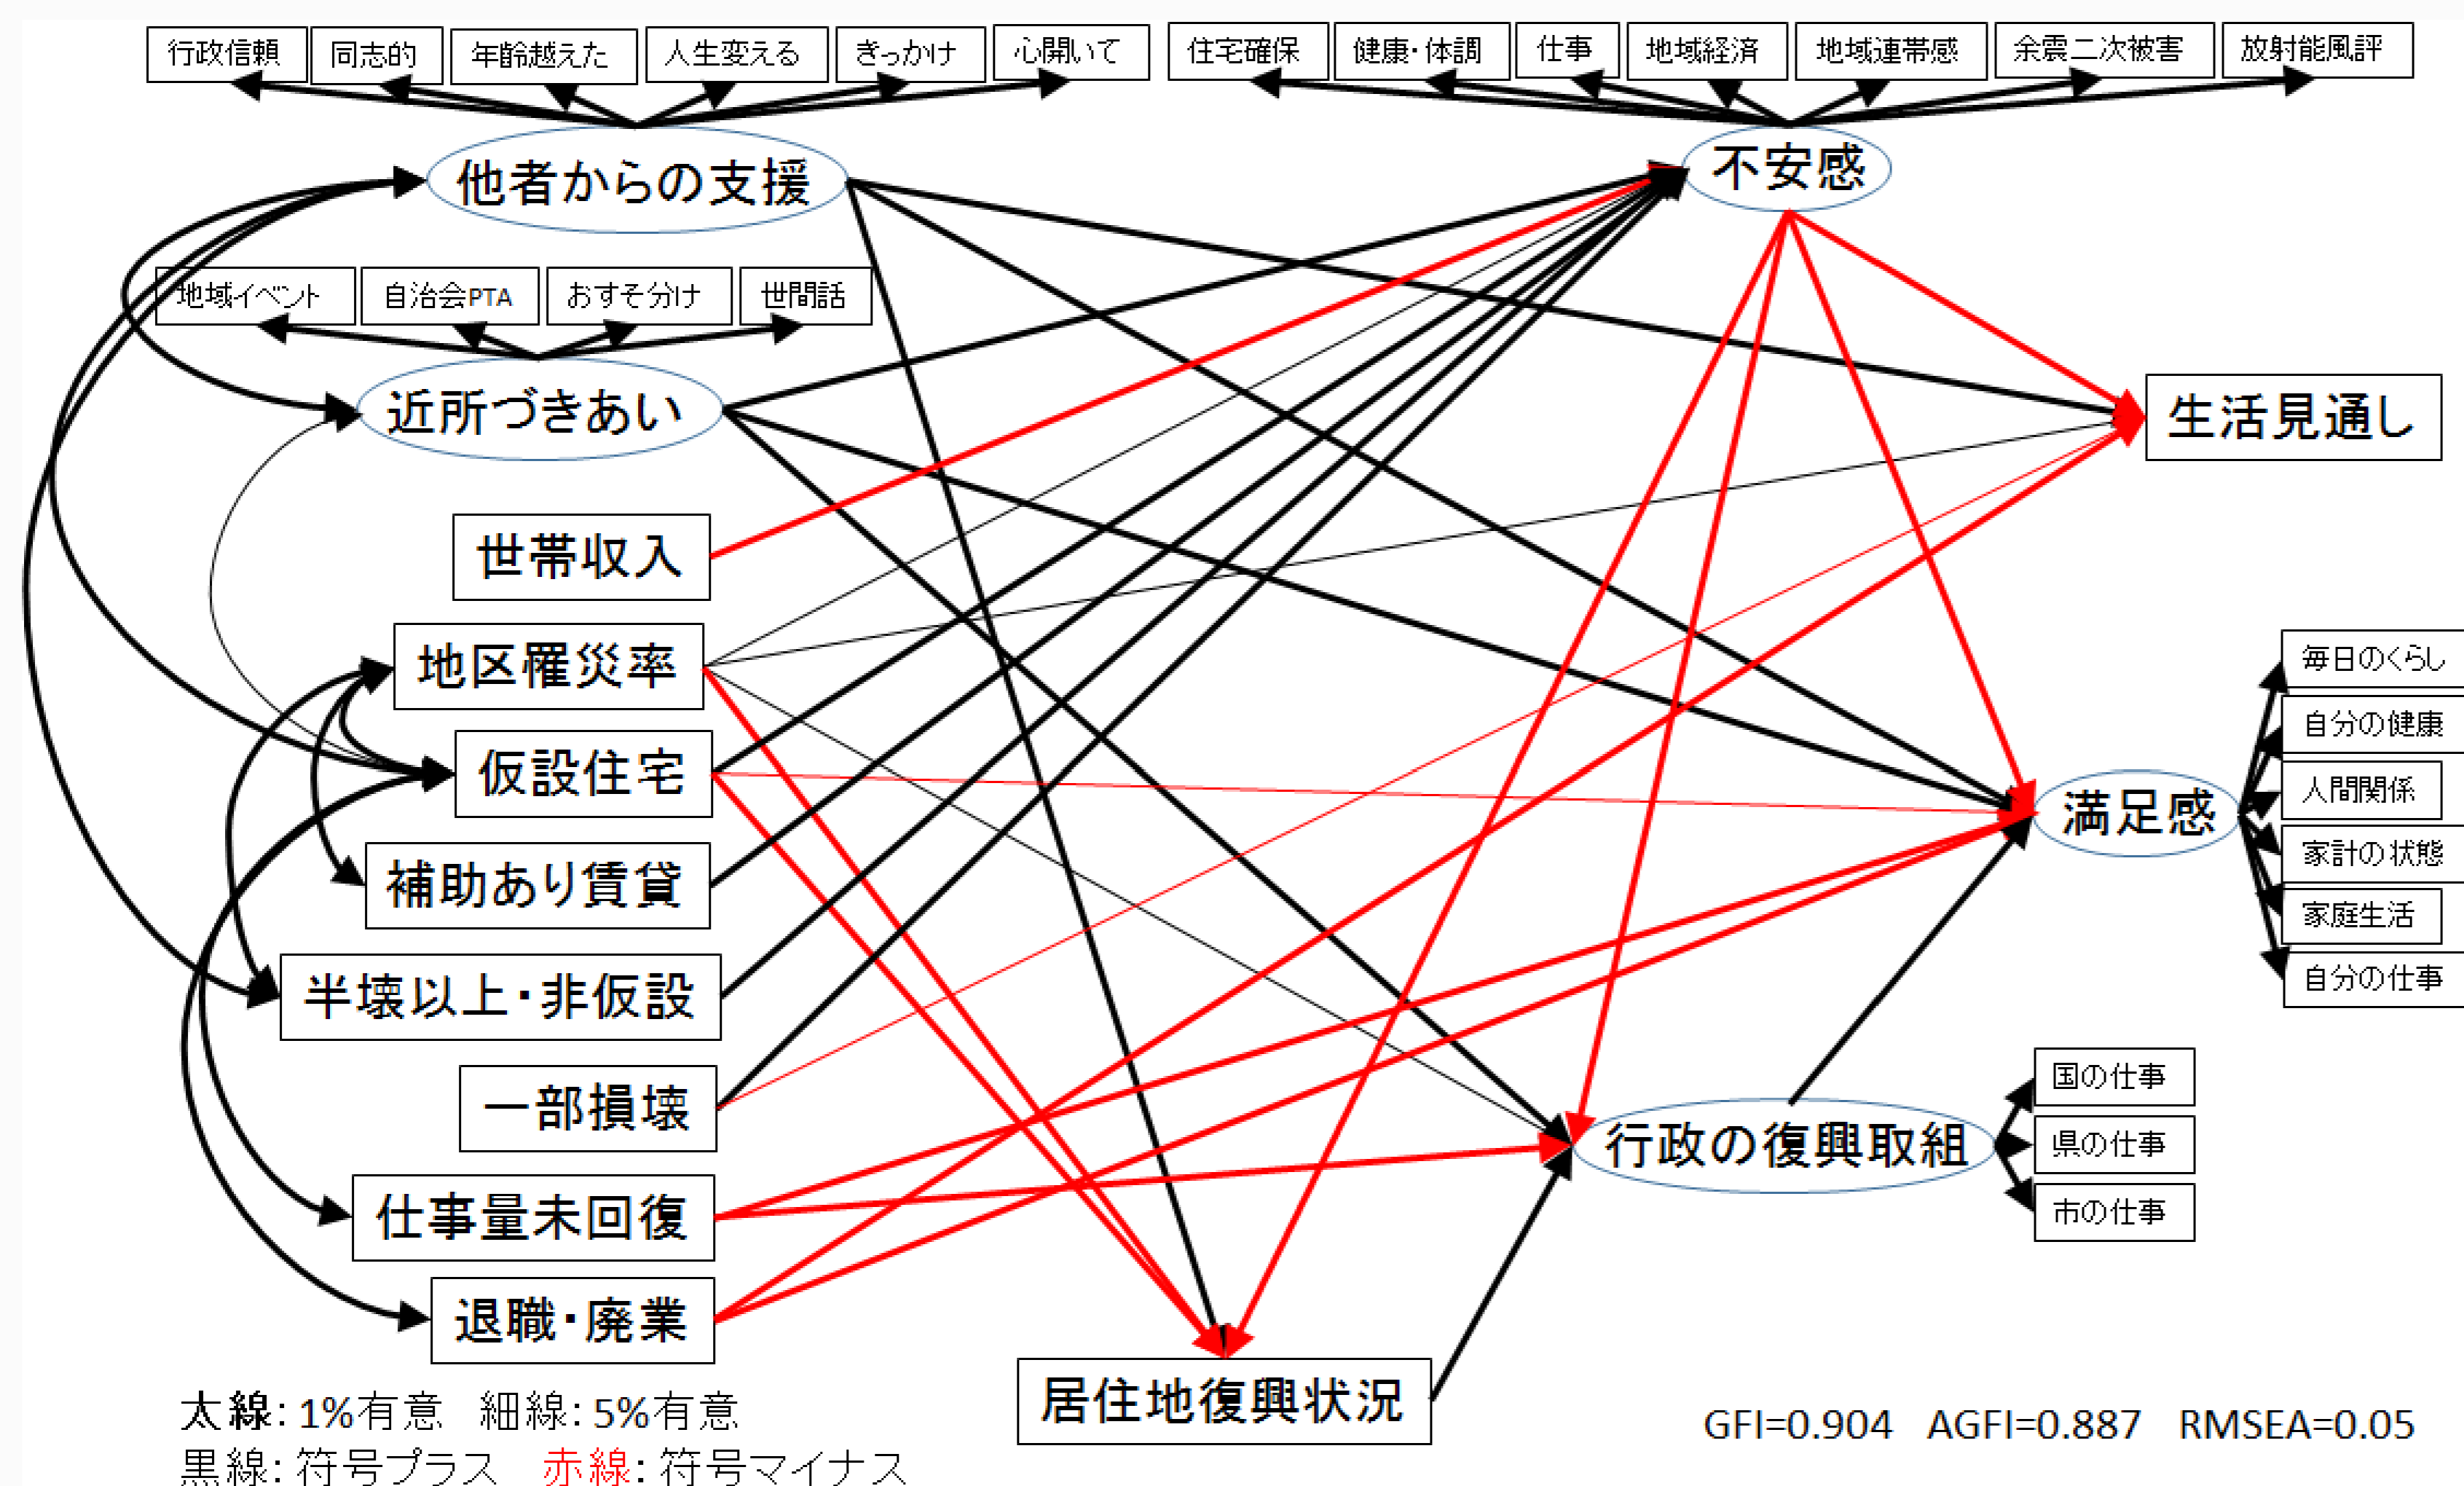 行政信頼
同志的
年齢越えた
人生変える
ぎっかけ
心開いて
住宅確保
健康・体調
仕事
地域経済
地域連帯感
余震二次被害
放射能風評
他者からの支援
不安感
地域イベント
自治会PTA
おすそ分け
世間話
近所づきあい
生活見通し
世帯収入
地区罹災率
毎日のくらし
自分の健康
仮設住宅
人間関係
満足感
家計の状態
補助あり賃貸
家庭生活
自分の仕事
半壊以上・非仮設
国の仕事
一部損壊
行政の復興取組
県の仕事
市の仕事
仕事量未回復
退職・廃業
居住地復興状況
太線：1%有意　細線：5%有意
黒線：符号プラス　赤線：符号マイナス
GFI=0.904　AGFI=0.887　RMSEA=0.05